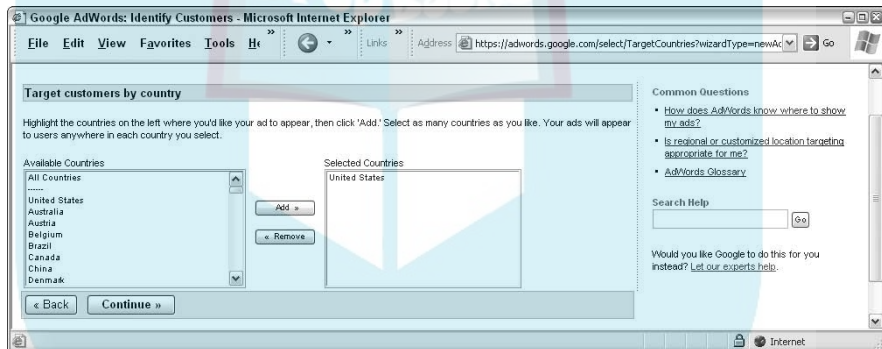 Google AdWords: Identify Customers - Microsoft Internet Explorer
File Edit View Favorites Tools He » » Links » Address https://adwords.google.com/select/TargetCountries?wizardType=newAc Go
Target customers by country
Highlight the countries on the left where you'd like your ad to appear, then click 'Add.' Select as many countries as you like. Your ads will appear
to users anywhere in each country you select.
Available Countries
All Countries
------
United States
Australia
Austria
Belgium
Brazil
Canada
China
Denmark
Add »
« Remove
Selected Countries
United States
« Back Continue »
Common Questions
• How does AdWords know where to show
my ads?
• Is regional or customized location targeting
appropriate for me?
• AdWords Glossary
Search Help
Go
Would you like Google to do this for you
instead? Let our experts help.
Internet